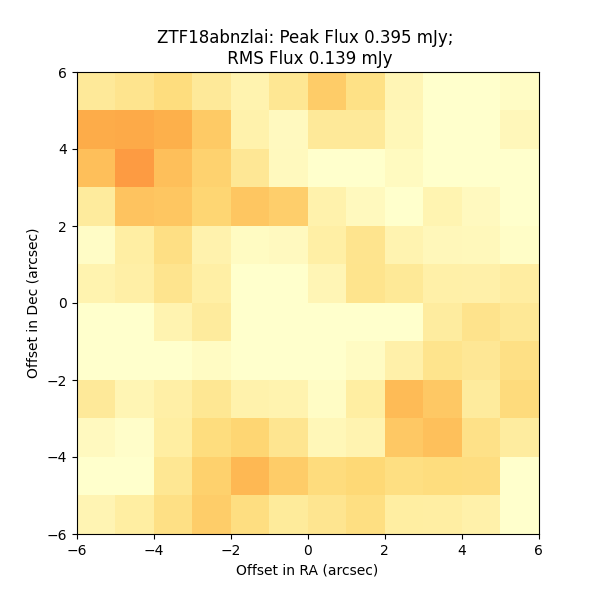 ZTF18abnzlai: Peak Flux 0.395 mJy;
RMS Flux 0.139 mJy
6
4
2
0
−2
−4
−6
Offset in Dec (arcsec)
−6 −4 −2 0 2 4 6
Offset in RA (arcsec)